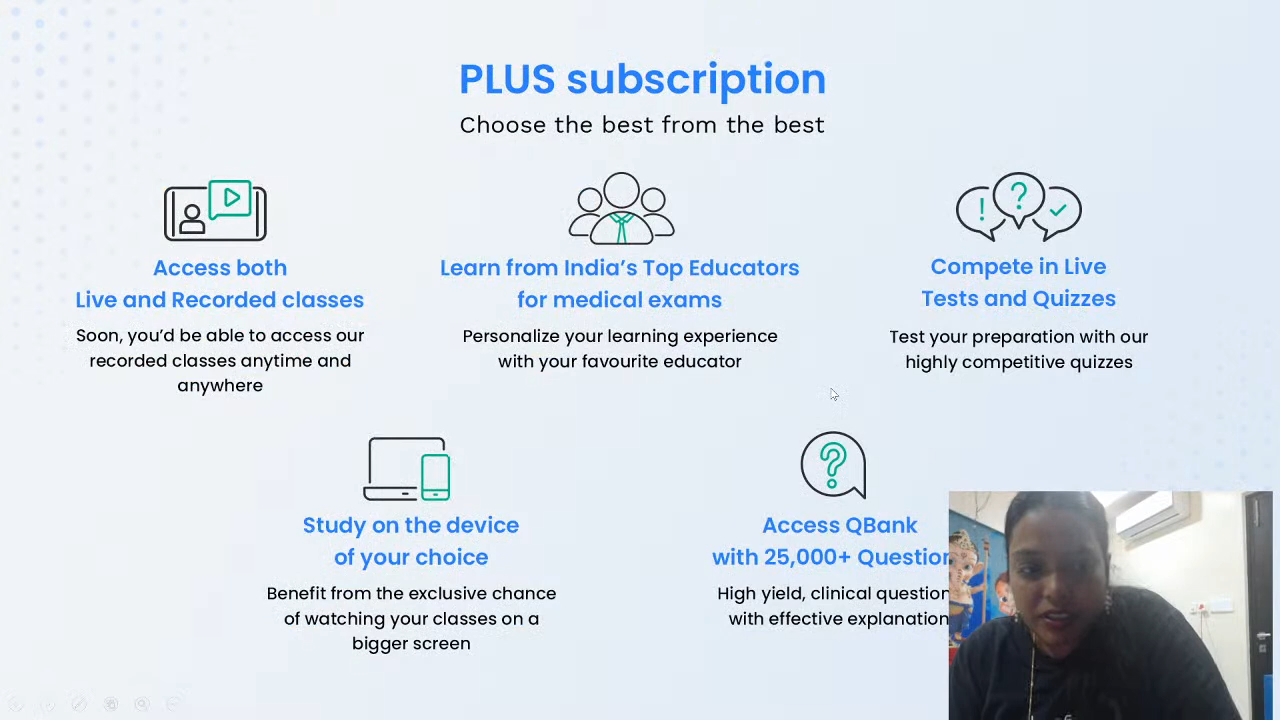 PLUS subscription
Choose the best from the best
Access both
Live and Recorded classes
Soon, you’d be able to access our
recorded classes anytime and
anywhere
Learn from India’s Top Educators
for medical exams
Personalize your learning experience
with your favourite educator
Compete in Live
Tests and Quizzes
Test your preparation with our
highly competitive quizzes
Study on the device
of your choice
Benefit from the exclusive chance
of watching your classes on a
bigger screen
Access QBank
with 25,000+ Question
High yield, clinical question
with effective explanation